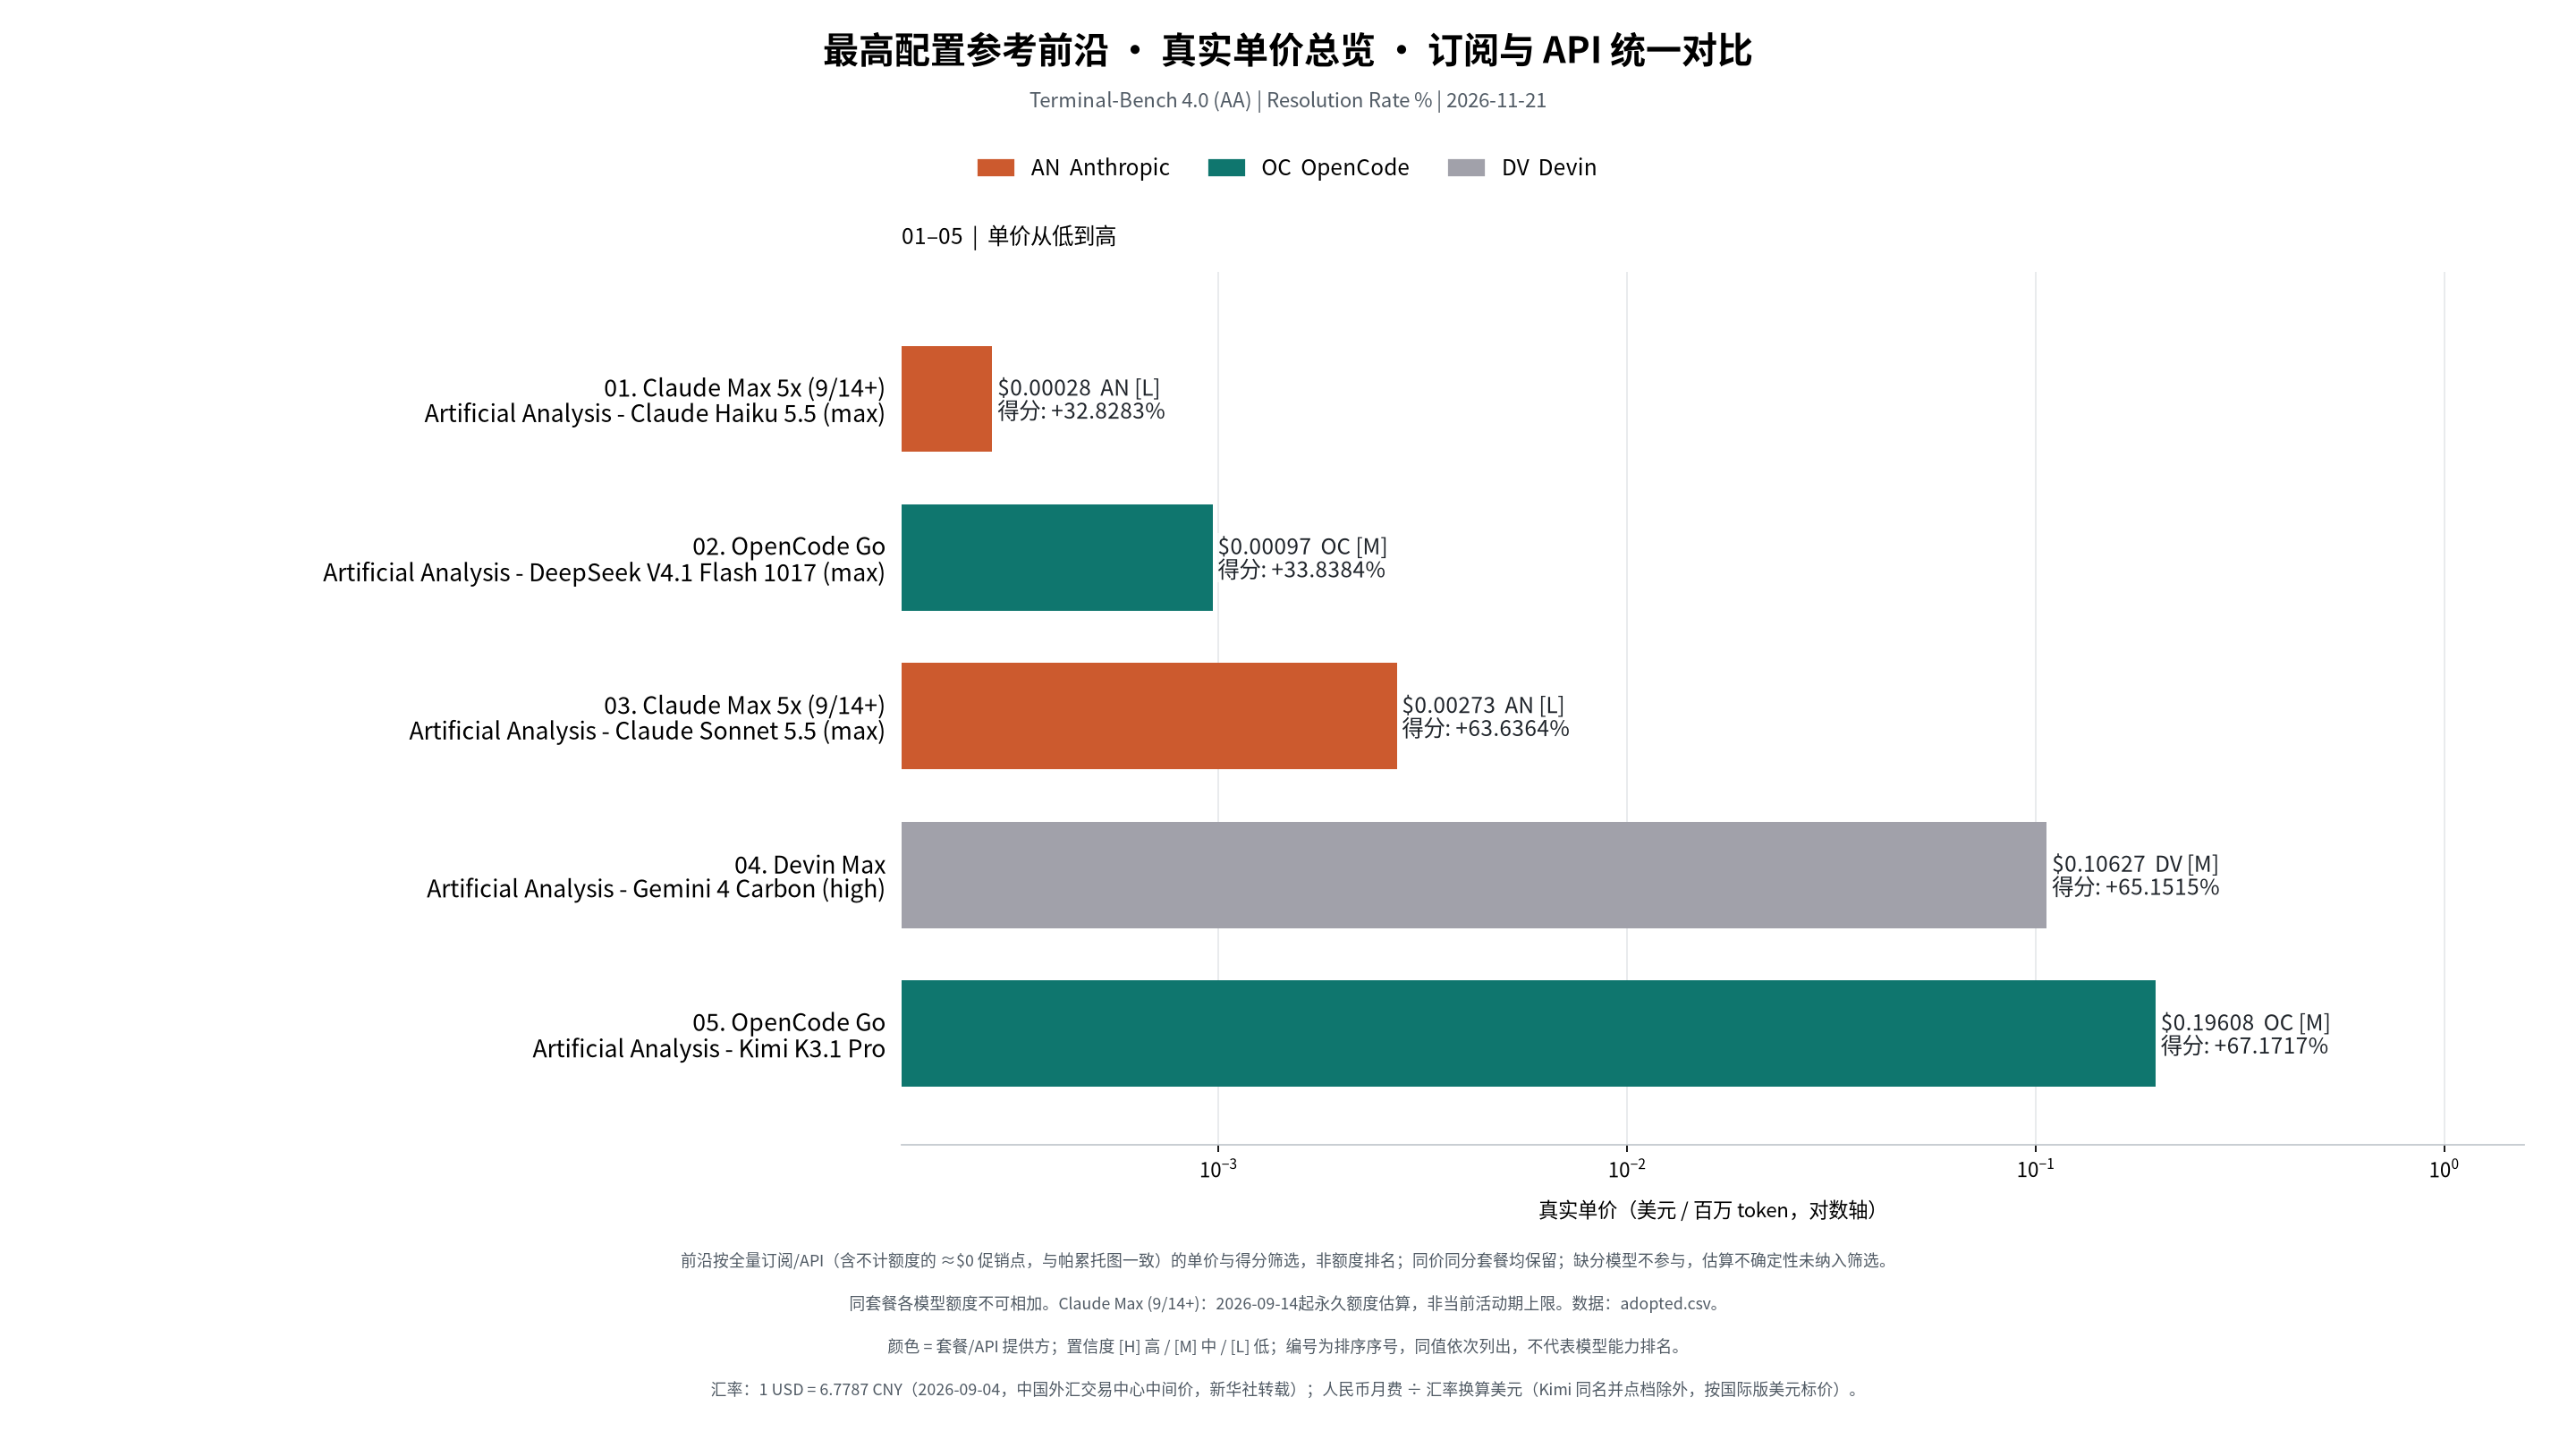 最高配置参考前沿 · 真实单价总览 · 订阅与 API 统一对比
Terminal-Bench 4.0 (AA) | Resolution Rate % | 2026-11-21
AN Anthropic
OC OpenCode
DV Devin
01–05 | 单价从低到高
01. Claude Max 5x (9/14+)
Artificial Analysis - Claude Haiku 5.5 (max)
$0.00028 AN [L]
得分: +32.8283%
02. OpenCode Go
Artificial Analysis - DeepSeek V4.1 Flash 1017 (max)
$0.00097 OC [M]
得分: +33.8384%
03. Claude Max 5x (9/14+)
Artificial Analysis - Claude Sonnet 5.5 (max)
$0.00273 AN [L]
得分: +63.6364%
04. Devin Max
Artificial Analysis - Gemini 4 Carbon (high)
$0.10627 DV [M]
得分: +65.1515%
05. OpenCode Go
Artificial Analysis - Kimi K3.1 Pro
$0.19608 OC [M]
得分: +67.1717%
10⁻³ 10⁻² 10⁻¹ 10⁰
真实单价（美元 / 百万 token，对数轴）
前沿按全量订阅/API（含不计额度的 ≈$0 促销点，与帕累托图一致）的单价与得分筛选，非额度排名；同价同分套餐均保留；缺分模型不参与，估算不确定性未纳入筛选。
同套餐各模型额度不可相加。Claude Max (9/14+)：2026-09-14起永久额度估算，非当前活动期上限。数据：adopted.csv。
颜色 = 套餐/API 提供方；置信度 [H] 高 / [M] 中 / [L] 低；编号为排序序号，同值依次列出，不代表模型能力排名。
汇率：1 USD = 6.7787 CNY（2026-09-04，中国外汇交易中心中间价，新华社转载）；人民币月费 ÷ 汇率换算美元（Kimi 同名并点档除外，按国际版美元标价）。